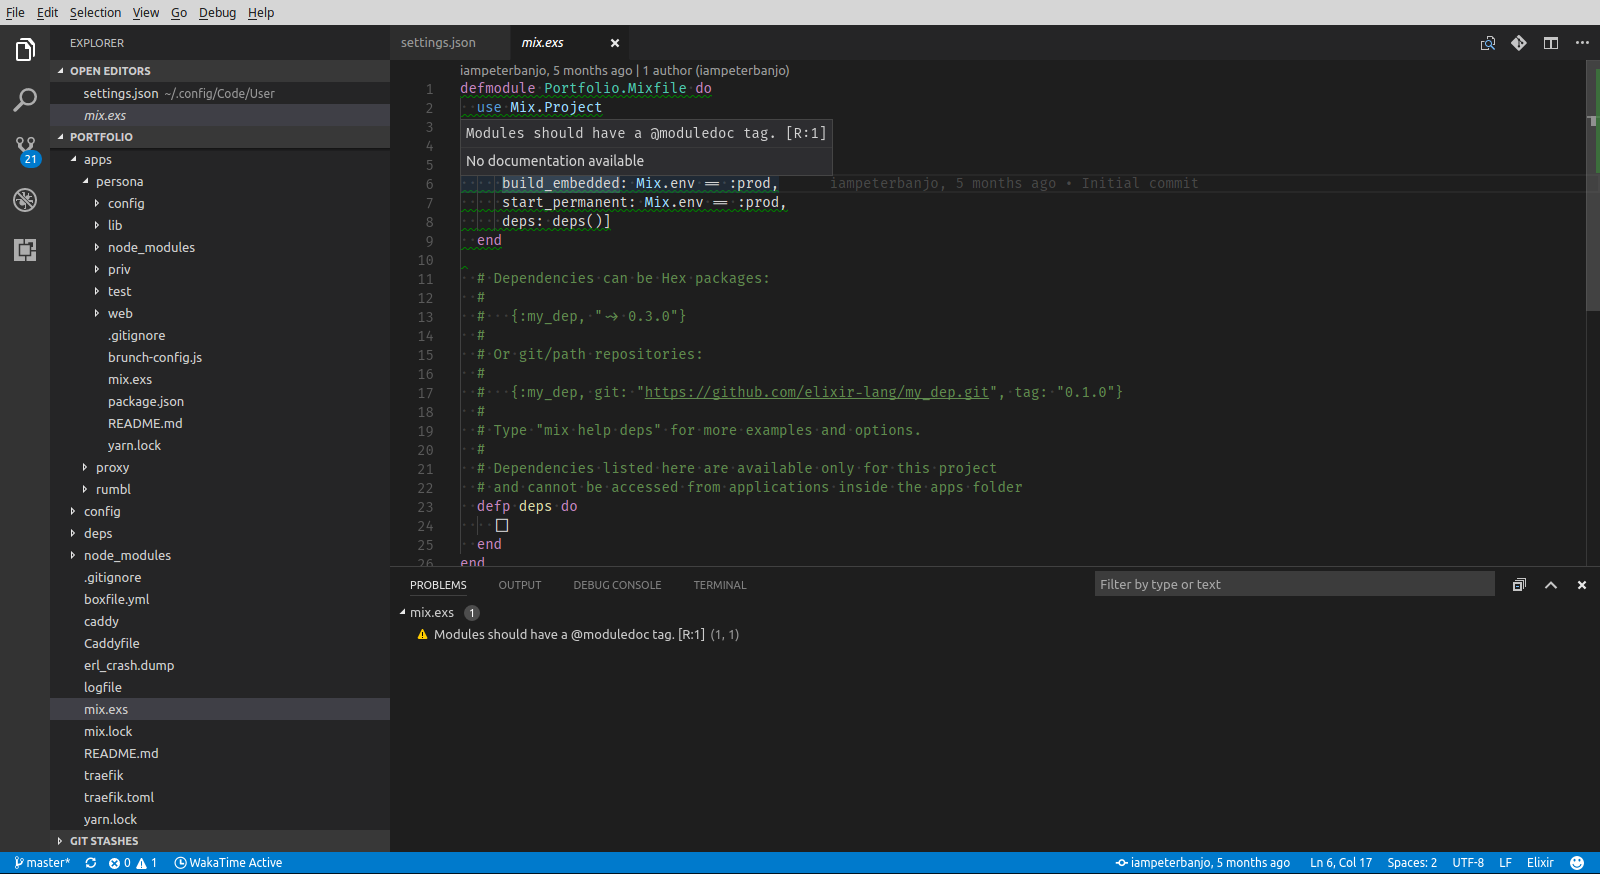 File Edit Selection View Go Debug Help
EXPLORER
OPEN EDITORS
settings.json ~/.config/Code/User
mix.exs
PORTFOLIO
apps
persona
config
lib
node_modules
priv
test
web
.gitignore
brunch-config.js
mix.exs
package.json
README.md
yarn.lock
proxy
rumbl
config
deps
node_modules
.gitignore
boxfile.yml
caddy
Caddyfile
erl_crash.dump
logfile
mix.exs
mix.lock
README.md
traefik
traefik.toml
yarn.lock
GIT STASHES
21
settings.json mix.exs
iampeterbanjo, 5 months ago | 1 author (iampeterbanjo)
1 defmodule Portfolio.Mixfile do
2 use Mix.Project
3
Modules should have a @moduledoc tag. [R:1]
4
5
No documentation available
6 build_embedded: Mix.env == :prod, iampeterbanjo, 5 months ago • Initial commit
7 start_permanent: Mix.env == :prod,
8 deps: deps()]
9 end
10
11 # Dependencies can be Hex packages:
12 #
13 # {:my_dep, "~> 0.3.0"}
14 #
15 # Or git/path repositories:
16 #
17 # {:my_dep, git: "https://github.com/elixir-lang/my_dep.git", tag: "0.1.0"}
18 #
19 # Type "mix help deps" for more examples and options.
20 #
21 # Dependencies listed here are available only for this project
22 # and cannot be accessed from applications inside the apps folder
23 defp deps do
24 []
25 end
26 end
PROBLEMS OUTPUT DEBUG CONSOLE TERMINAL Filter by type or text
mix.exs 1
Modules should have a @moduledoc tag. [R:1] (1, 1)
master* 0 1 WakaTime Active iampeterbanjo, 5 months ago Ln 6, Col 17 Spaces: 2 UTF-8 LF Elixir